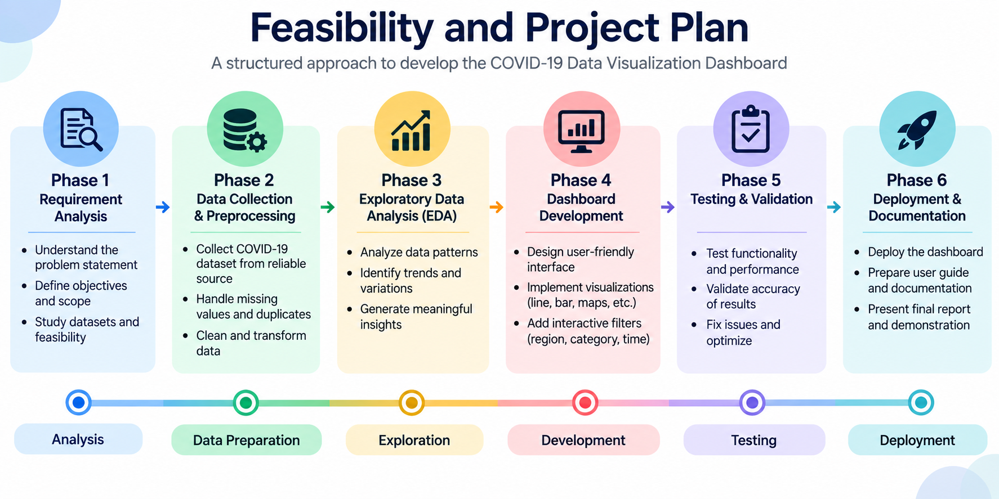 Feasibility and Project Plan
A structured approach to develop the COVID-19 Data Visualization Dashboard
Phase 1
Requirement
Analysis
• Understand the
problem statement
• Define objectives
and scope
• Study datasets and
feasibility
Phase 2
Data Collection
& Preprocessing
• Collect COVID-19
dataset from reliable
source
• Handle missing
values and duplicates
• Clean and transform
data
Phase 3
Exploratory Data
Analysis (EDA)
• Analyze data patterns
• Identify trends and
variations
• Generate meaningful
insights
Phase 4
Dashboard
Development
• Design user-friendly
interface
• Implement visualizations
(line, bar, maps, etc.)
• Add interactive filters
(region, category, time)
Phase 5
Testing & Validation
• Test functionality
and performance
• Validate accuracy
of results
• Fix issues and
optimize
Phase 6
Deployment &
Documentation
• Deploy the dashboard
• Prepare user guide
and documentation
• Present final report
and demonstration
Analysis
Data Preparation
Exploration
Development
Testing
Deployment